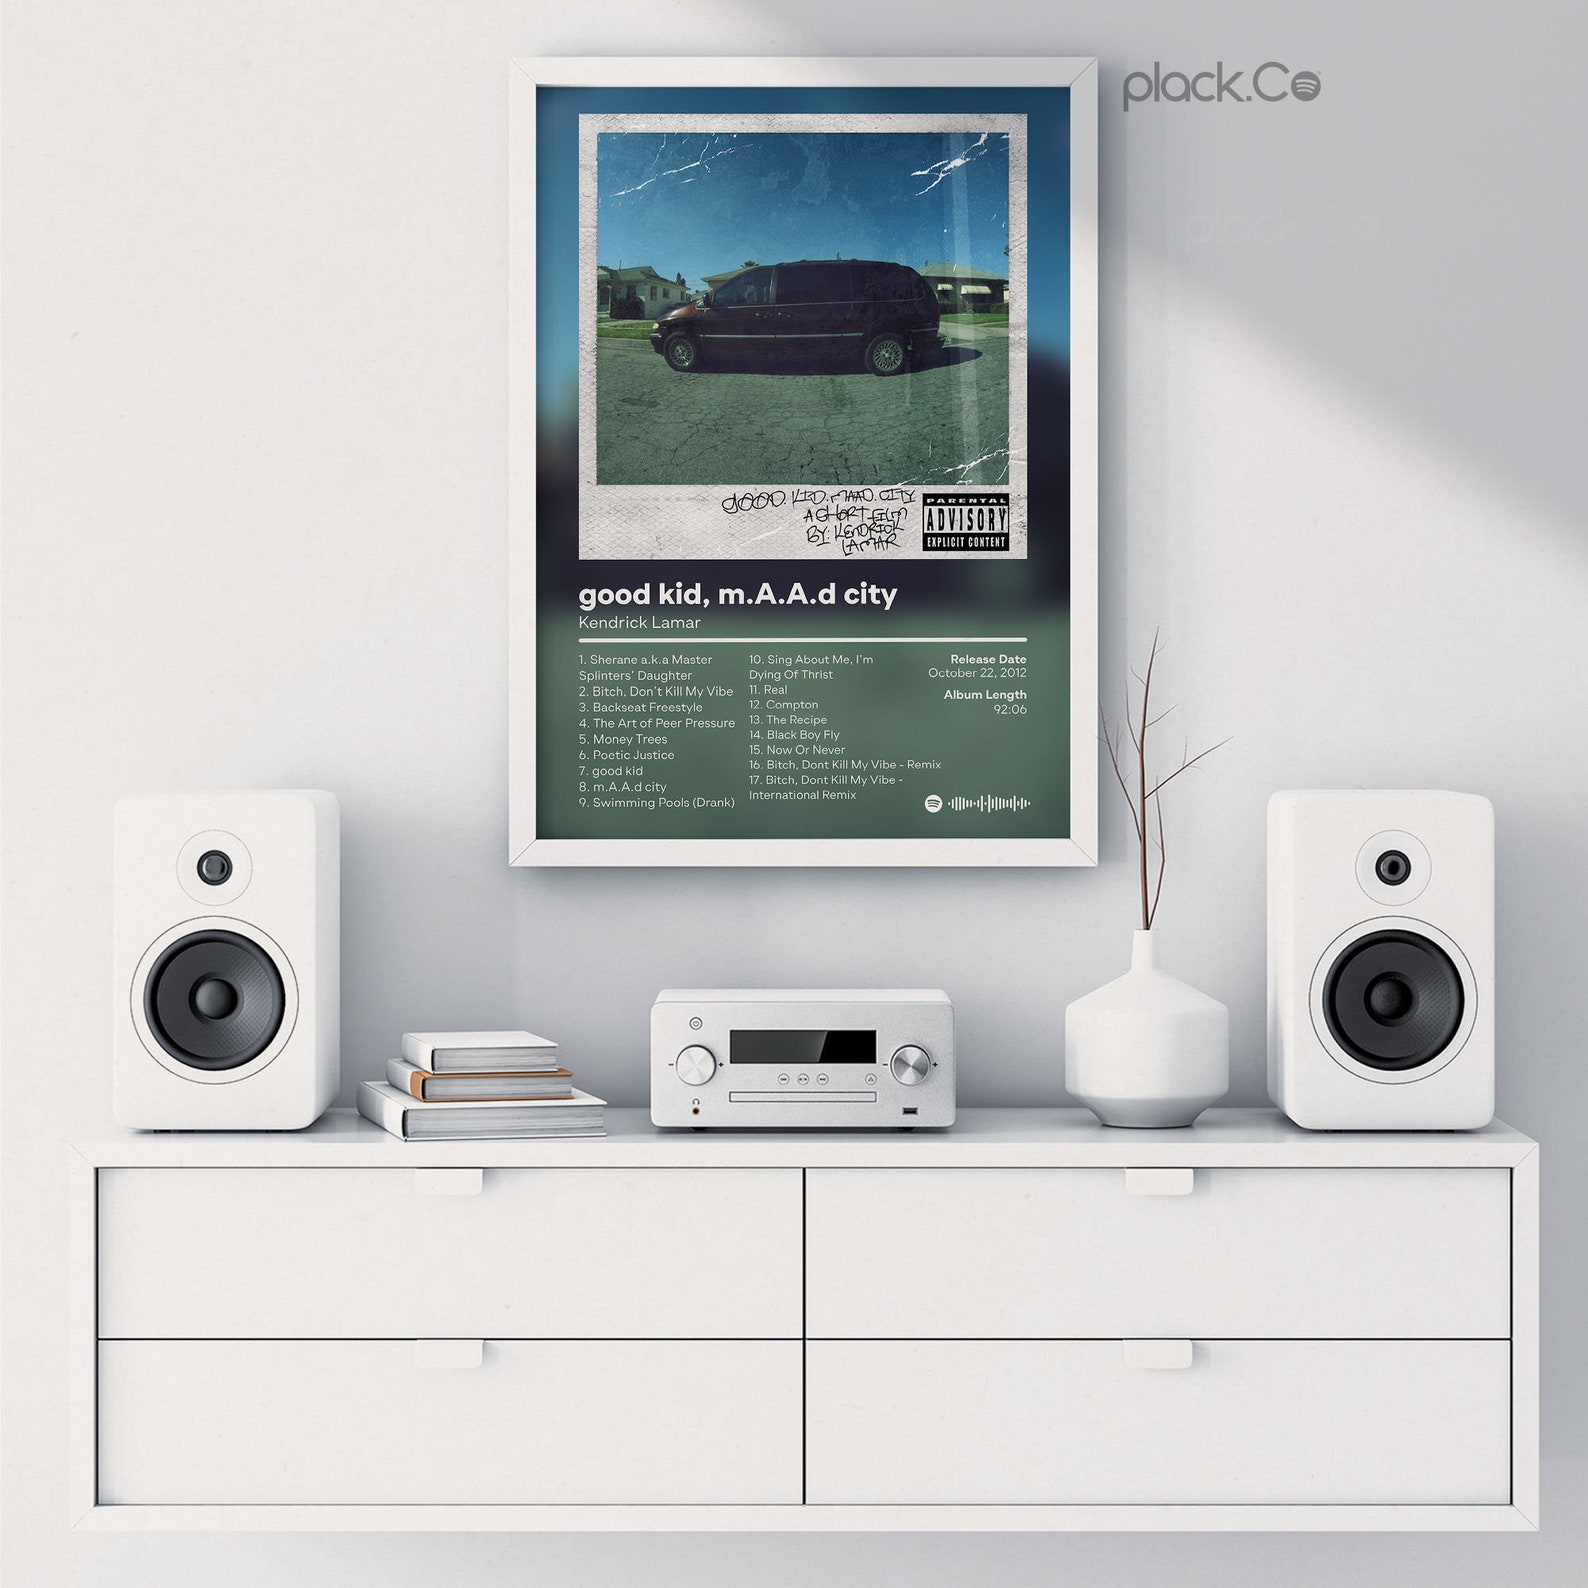 plack.Co
plack.Co
GOOD. KID. MAAD. CITY
A SHORT FILM
BY: KENDRICK
LAMAR
PARENTAL
ADVISORY
EXPLICIT CONTENT
good kid, m.A.A.d city
Kendrick Lamar
1. Sherane a.k.a Master
Splinters' Daughter
2. Bitch, Don't Kill My Vibe
3. Backseat Freestyle
4. The Art of Peer Pressure
5. Money Trees
6. Poetic Justice
7. good kid
8. m.A.A.d city
9. Swimming Pools (Drank)
10. Sing About Me, I'm
Dying Of Thrist
11. Real
12. Compton
13. The Recipe
14. Black Boy Fly
15. Now Or Never
16. Bitch, Dont Kill My Vibe - Remix
17. Bitch, Dont Kill My Vibe -
International Remix
Release Date
October 22, 2012
Album Length
92:06